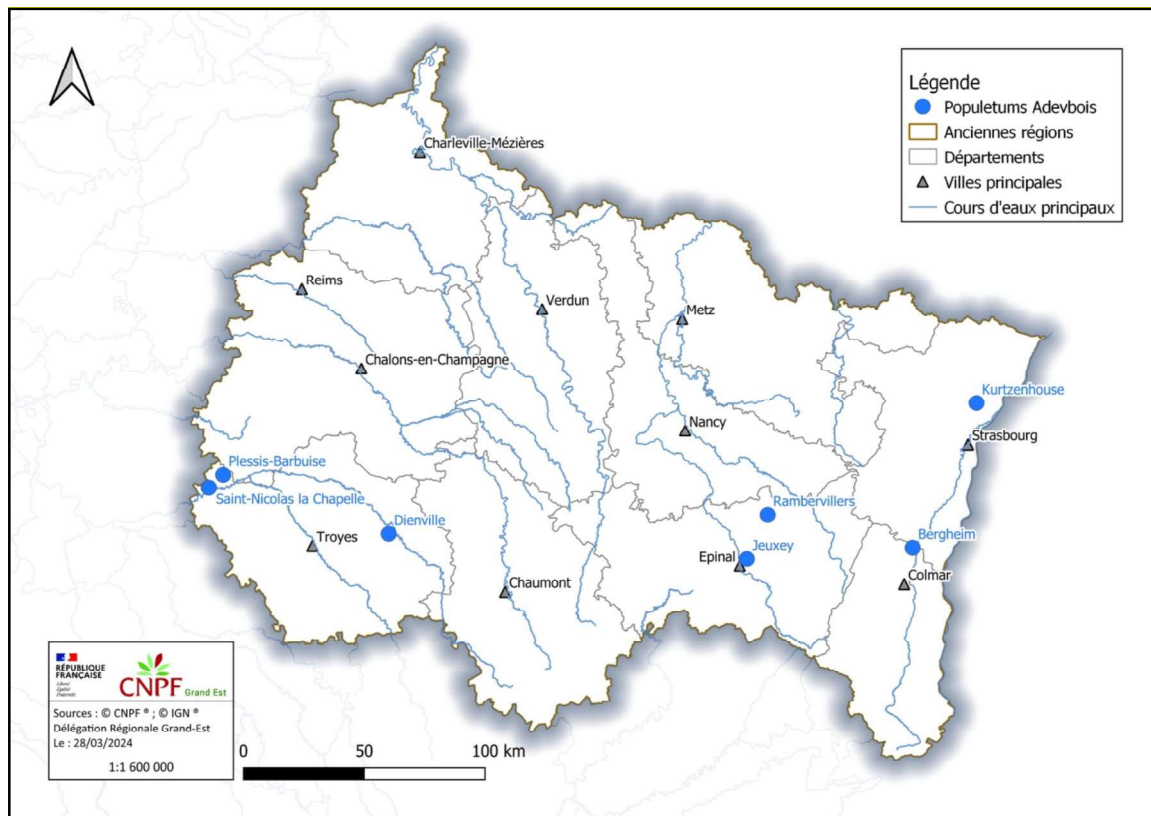 Légende
Populetums Adevbois
Anciennes régions
Départements
Villes principales
Cours d'eaux principaux
Charleville-Mézières
Reims
Verdun
Metz
Chalons-en-Champagne
Kurtzenhouse
Nancy
Strasbourg
Plessis-Barbuise
Saint-Nicolas la Chapelle
Rambervillers
Dienville
Troyes
Bergheim
Jeuxey
Epinal
Chaumont
Colmar
RÉPUBLIQUE
FRANÇAISE
Liberté
Égalité
Fraternité
CNPF Grand Est
Sources : © CNPF ® ; © IGN ®
Délégation Régionale Grand-Est
Le : 28/03/2024
1:1 600 000
0 50 100 km